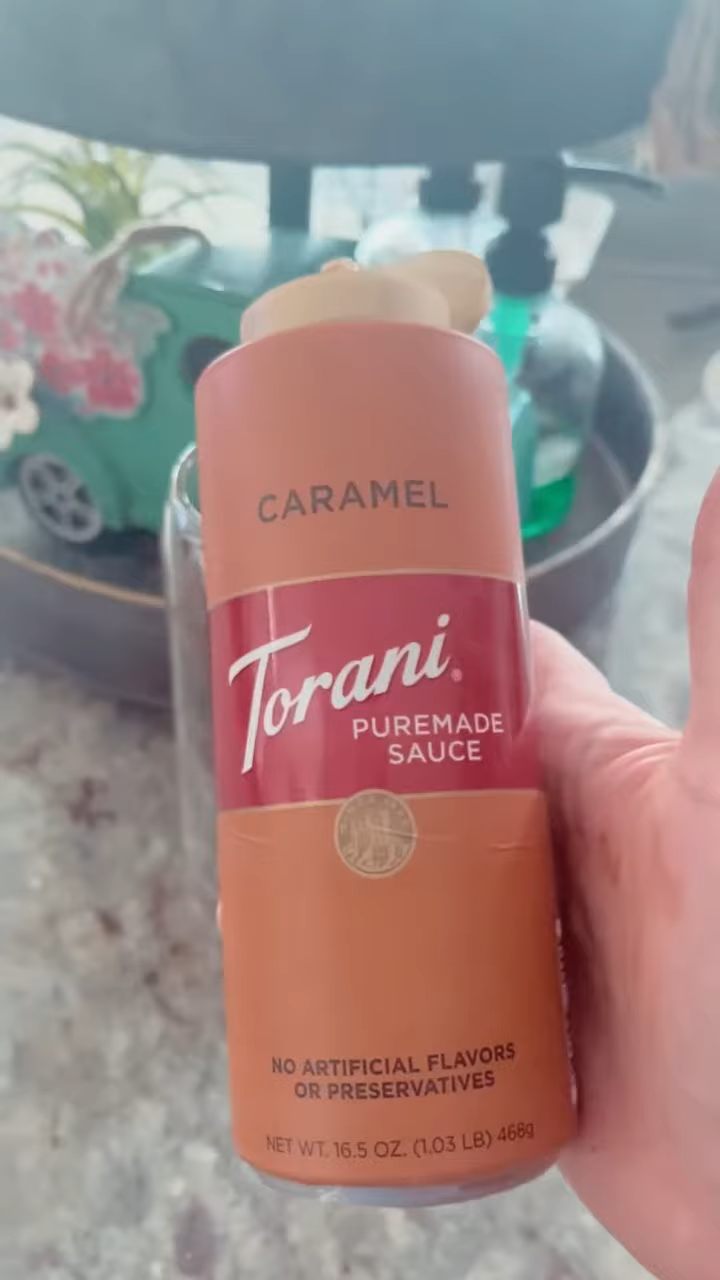 CARAMEL
Torani®
PUREMADE
SAUCE
NO ARTIFICIAL FLAVORS
OR PRESERVATIVES
NET WT. 16.5 OZ. (1.03 LB) 468g